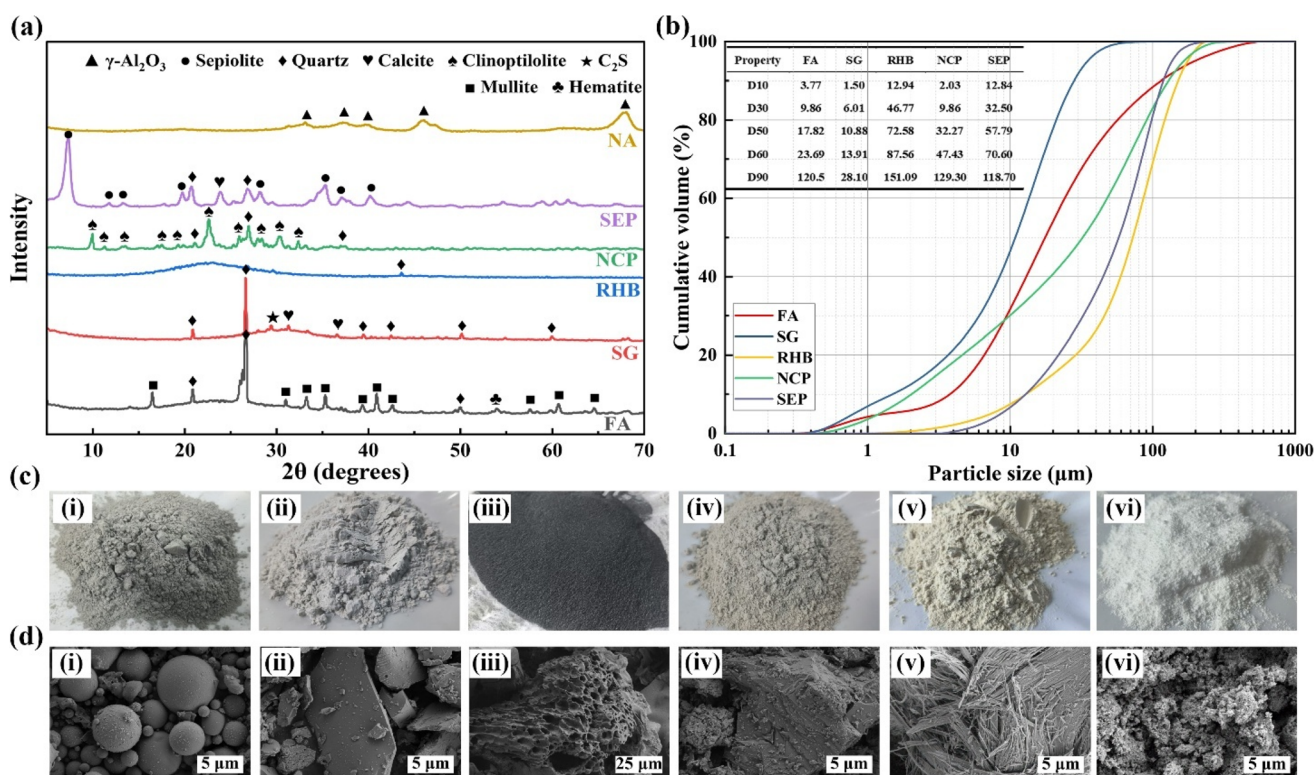 (a)
▲ γ-Al₂O₃ ● Sepiolite ♦ Quartz ♥ Calcite ♠ Clinoptilolite ★ C₂S
■ Mullite ♣ Hematite
NA
SEP
NCP
RHB
SG
FA
Intensity
10 20 30 40 50 60 70
2θ (degrees)
(b)
Property FA SG RHB NCP SEP
D10 3.77 1.50 12.94 2.03 12.84
D30 9.86 6.01 46.77 9.86 32.50
D50 17.82 10.88 72.58 32.27 57.79
D60 23.69 13.91 87.56 47.43 70.60
D90 120.5 28.10 151.09 129.30 118.70
100
80
60
40
20
0
Cumulative volume (%)
FA
SG
RHB
NCP
SEP
0.1 1 10 100 1000
Particle size (μm)
(c)
(i) (ii) (iii) (iv) (v) (vi)
(d)
(i) (ii) (iii) (iv) (v) (vi)
5 μm 5 μm 25 μm 5 μm 5 μm 5 μm